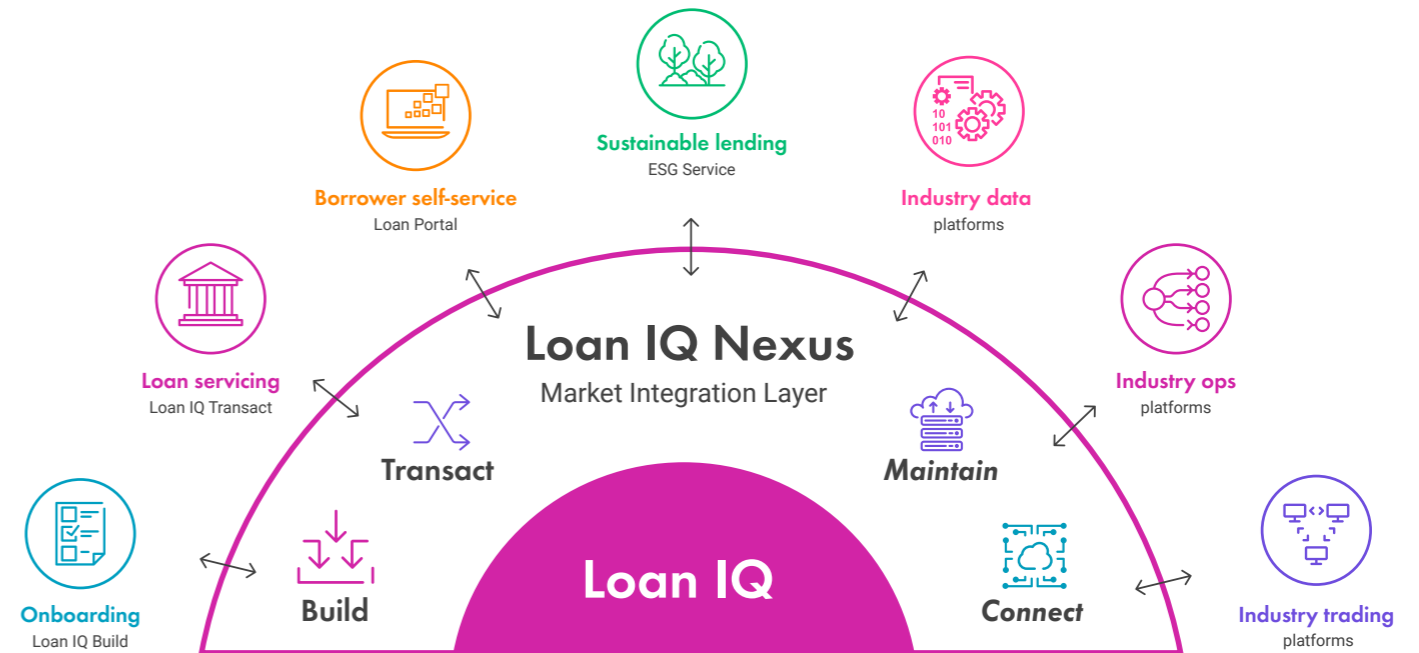 Sustainable lending
ESG Service
Borrower self-service
Loan Portal
Industry data
platforms
10
101
010
Loan servicing
Loan IQ Transact
Industry ops
platforms
Onboarding
Loan IQ Build
Industry trading
platforms
Loan IQ Nexus
Market Integration Layer
Transact
Maintain
Build
Connect
Loan IQ